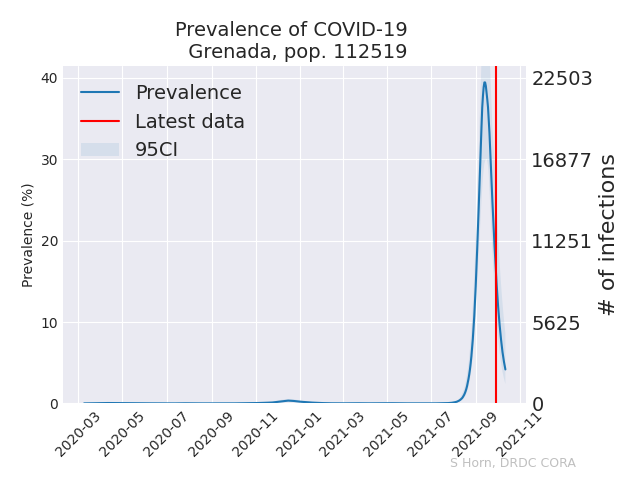 Prevalence of COVID-19
Grenada, pop. 112519
Prevalence
Latest data
95CI
Prevalence (%)
40
30
20
10
0
22503
16877
11251
5625
0
# of infections
2020-03
2020-05
2020-07
2020-09
2020-11
2021-01
2021-03
2021-05
2021-07
2021-09
2021-11
S Horn, DRDC CORA